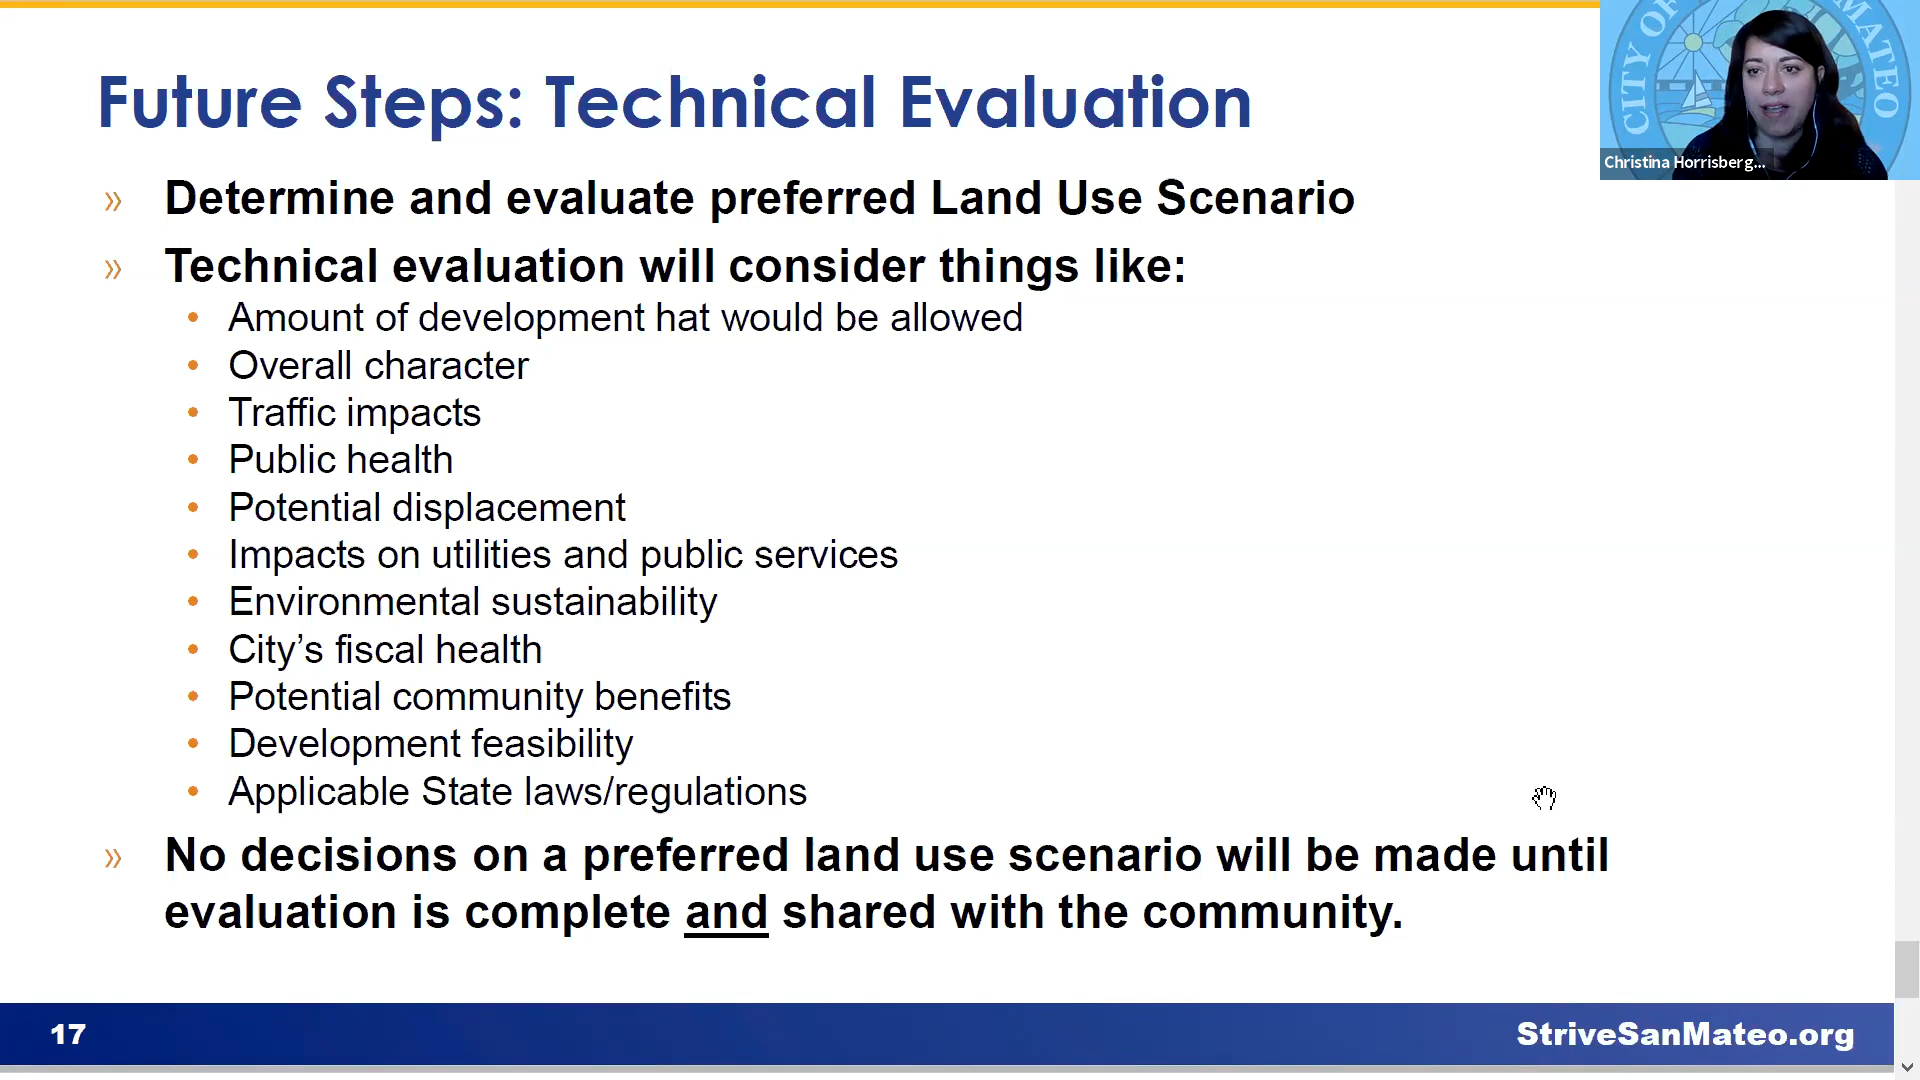 Future Steps: Technical Evaluation
» Determine and evaluate preferred Land Use Scenario
» Technical evaluation will consider things like:
• Amount of development hat would be allowed
• Overall character
• Traffic impacts
• Public health
• Potential displacement
• Impacts on utilities and public services
• Environmental sustainability
• City’s fiscal health
• Potential community benefits
• Development feasibility
• Applicable State laws/regulations
» No decisions on a preferred land use scenario will be made until
evaluation is complete and shared with the community.
17
StriveSanMateo.org
CITY OF
MATEO
Christina Horrisberg...